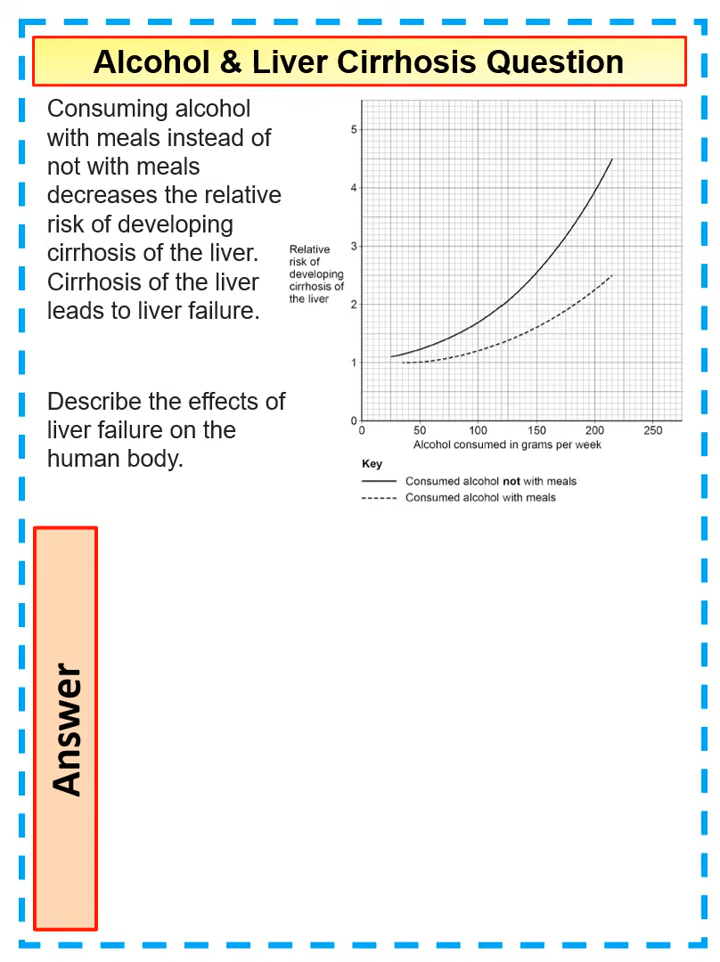 Alcohol & Liver Cirrhosis Question
Consuming alcohol
with meals instead of
not with meals
decreases the relative
risk of developing
cirrhosis of the liver.
Cirrhosis of the liver
leads to liver failure.
Describe the effects of
liver failure on the
human body.
Relative
risk of
developing
cirrhosis of
the liver
5
4
3
2
1
0
0 50 100 150 200 250
Alcohol consumed in grams per week
Key
Consumed alcohol not with meals
Consumed alcohol with meals
Answer